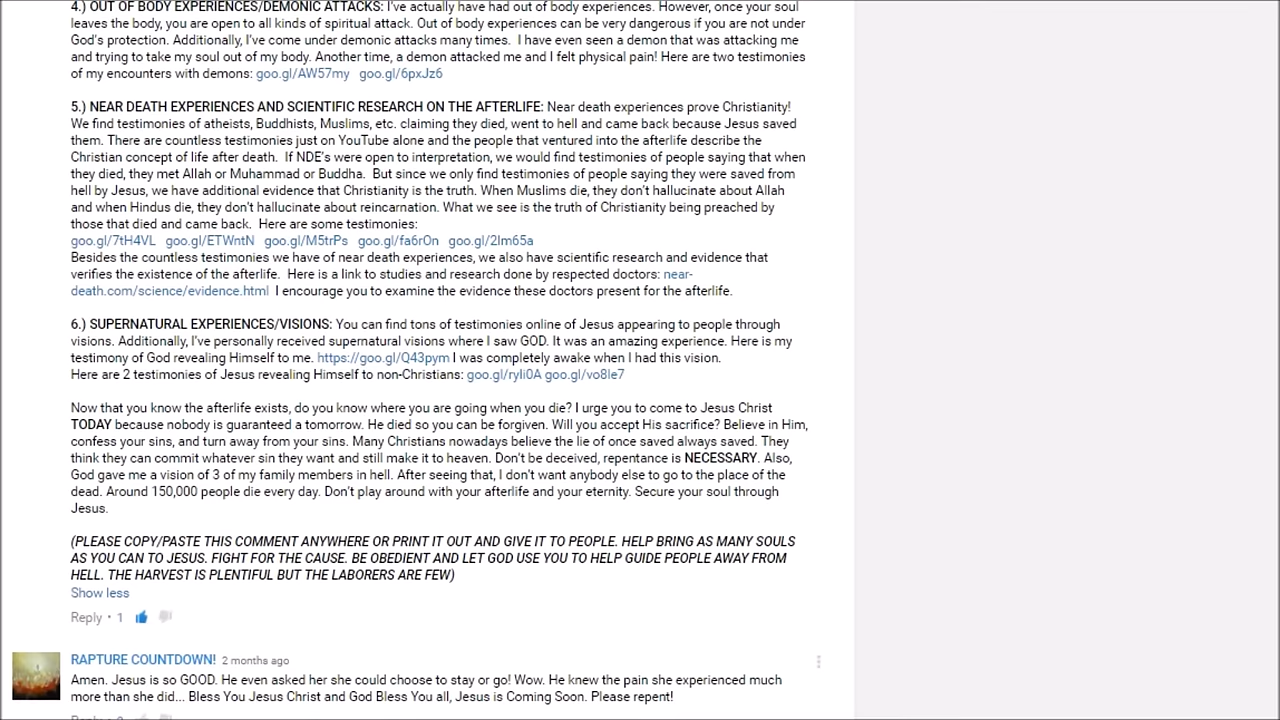 4.) OUT OF BODY EXPERIENCES/DEMONIC ATTACKS: I've actually have had out of body experiences. However, once your soul
leaves the body, you are open to all kinds of spiritual attack. Out of body experiences can be very dangerous if you are not under
God's protection. Additionally, I've come under demonic attacks many times.  I have even seen a demon that was attacking me
and trying to take my soul out of my body. Another time, a demon attacked me and I felt physical pain! Here are two testimonies
of my encounters with demons: goo.gl/AW57my  goo.gl/6pxJz6
5.) NEAR DEATH EXPERIENCES AND SCIENTIFIC RESEARCH ON THE AFTERLIFE: Near death experiences prove Christianity!
We find testimonies of atheists, Buddhists, Muslims, etc. claiming they died, went to hell and came back because Jesus saved
them. There are countless testimonies just on YouTube alone and the people that ventured into the afterlife describe the
Christian concept of life after death.  If NDE's were open to interpretation, we would find testimonies of people saying that when
they died, they met Allah or Muhammad or Buddha.  But since we only find testimonies of people saying they were saved from
hell by Jesus, we have additional evidence that Christianity is the truth. When Muslims die, they don't hallucinate about Allah
and when Hindus die, they don't hallucinate about reincarnation. What we see is the truth of Christianity being preached by
those that died and came back.  Here are some testimonies:
goo.gl/7tH4VL  goo.gl/ETWntN  goo.gl/M5trPs  goo.gl/fa6rOn  goo.gl/2lm65a
Besides the countless testimonies we have of near death experiences, we also have scientific research and evidence that
verifies the existence of the afterlife.  Here is a link to studies and research done by respected doctors: near-
death.com/science/evidence.html  I encourage you to examine the evidence these doctors present for the afterlife.
6.) SUPERNATURAL EXPERIENCES/VISIONS: You can find tons of testimonies online of Jesus appearing to people through
visions. Additionally, I've personally received supernatural visions where I saw GOD. It was an amazing experience. Here is my
testimony of God revealing Himself to me. https://goo.gl/Q43pym I was completely awake when I had this vision.
Here are 2 testimonies of Jesus revealing Himself to non-Christians: goo.gl/ryli0A goo.gl/vo8le7
Now that you know the afterlife exists, do you know where you are going when you die? I urge you to come to Jesus Christ
TODAY because nobody is guaranteed a tomorrow. He died so you can be forgiven. Will you accept His sacrifice? Believe in Him,
confess your sins, and turn away from your sins. Many Christians nowadays believe the lie of once saved always saved. They
think they can commit whatever sin they want and still make it to heaven. Don't be deceived, repentance is NECESSARY. Also,
God gave me a vision of 3 of my family members in hell. After seeing that, I don't want anybody else to go to the place of the
dead. Around 150,000 people die every day. Don't play around with your afterlife and your eternity. Secure your soul through
Jesus.
(PLEASE COPY/PASTE THIS COMMENT ANYWHERE OR PRINT IT OUT AND GIVE IT TO PEOPLE. HELP BRING AS MANY SOULS
AS YOU CAN TO JESUS. FIGHT FOR THE CAUSE. BE OBEDIENT AND LET GOD USE YOU TO HELP GUIDE PEOPLE AWAY FROM
HELL. THE HARVEST IS PLENTIFUL BUT THE LABORERS ARE FEW)
Show less
Reply • 1
RAPTURE COUNTDOWN! 2 months ago
Amen. Jesus is so GOOD. He even asked her she could choose to stay or go! Wow. He knew the pain she experienced much
more than she did... Bless You Jesus Christ and God Bless You all, Jesus is Coming Soon. Please repent!